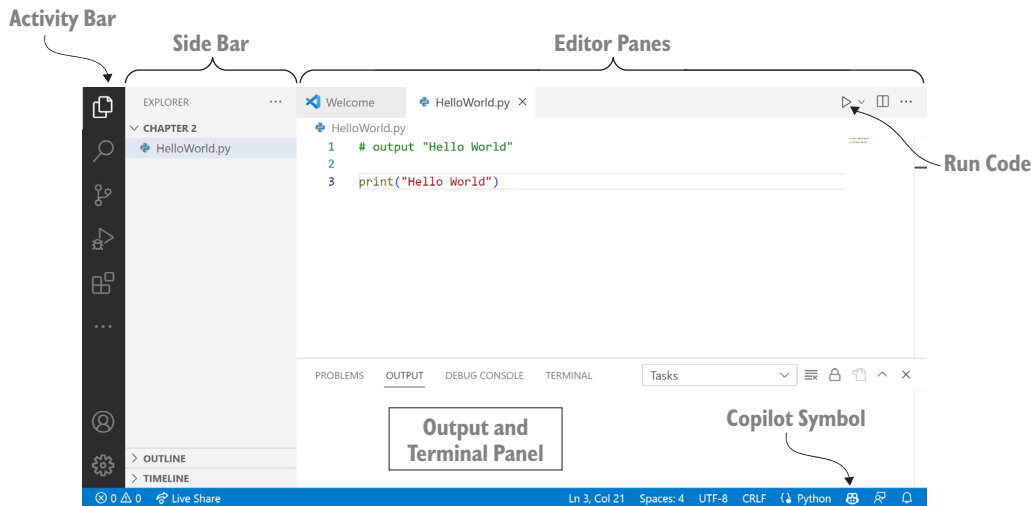 Activity Bar
Side Bar
Editor Panes
EXPLORER
Welcome
HelloWorld.py
CHAPTER 2
HelloWorld.py
HelloWorld.py
1 # output "Hello World"
2
3 print("Hello World")
Run Code
PROBLEMS OUTPUT DEBUG CONSOLE TERMINAL Tasks
Output and
Terminal Panel
Copilot Symbol
OUTLINE
TIMELINE
0 0 Live Share Ln 3, Col 21 Spaces: 4 UTF-8 CRLF Python